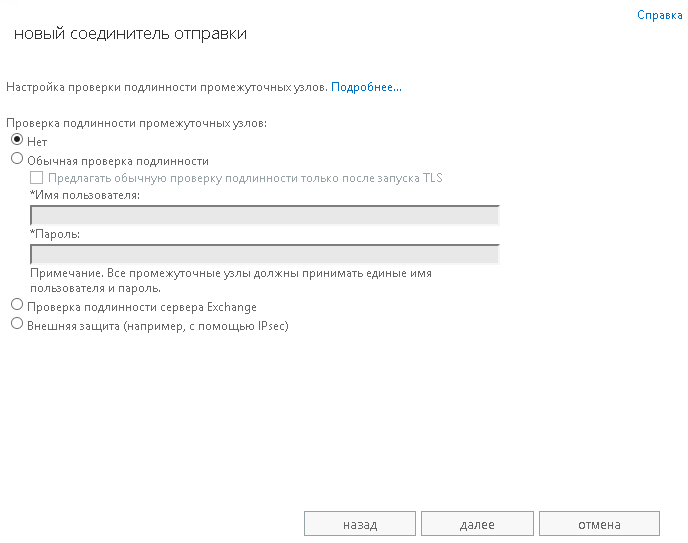 Справка
новый соединитель отправки
Настройка проверки подлинности промежуточных узлов. Подробнее...
Проверка подлинности промежуточных узлов:
Нет
Обычная проверка подлинности
Предлагать обычную проверку подлинности только после запуска TLS
*Имя пользователя:
*Пароль:
Примечание. Все промежуточные узлы должны принимать единые имя
пользователя и пароль.
Проверка подлинности сервера Exchange
Внешняя защита (например, с помощью IPsec)
назад
далее
отмена